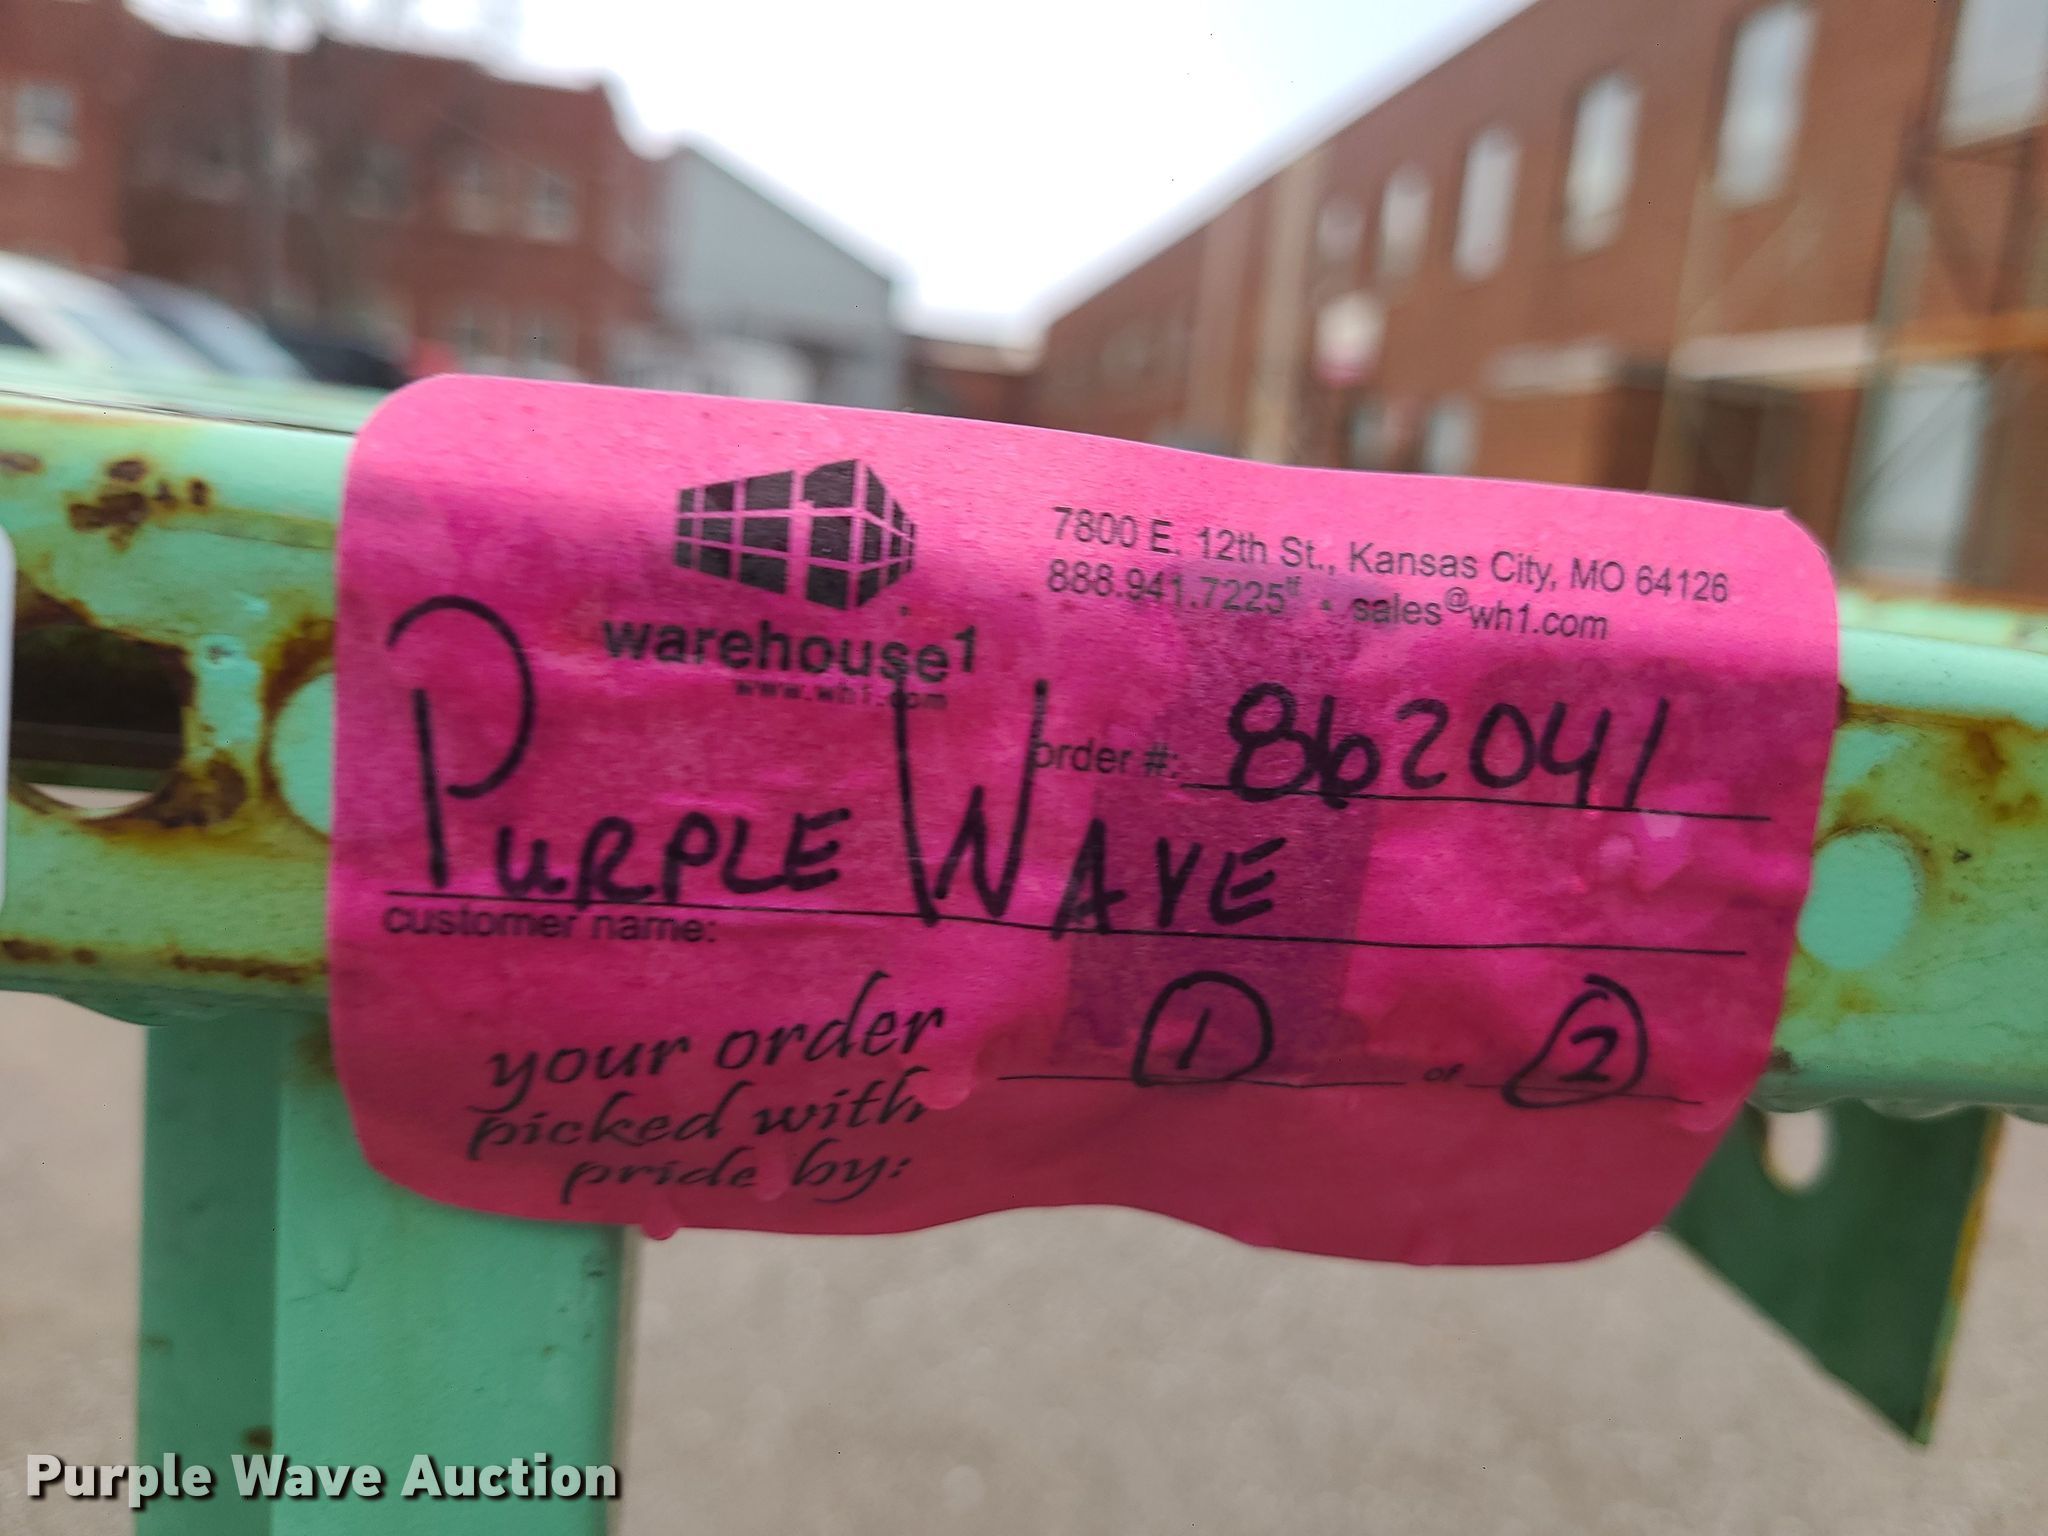 7800 E. 12th St., Kansas City, MO 64126
888.941.7225tf • sales@wh1.com
warehouse1
www.wh1.com
order #: 862041
PURPLE WAVE
customer name:
your order
picked with
pride by:
1 of 2
Purple Wave Auction